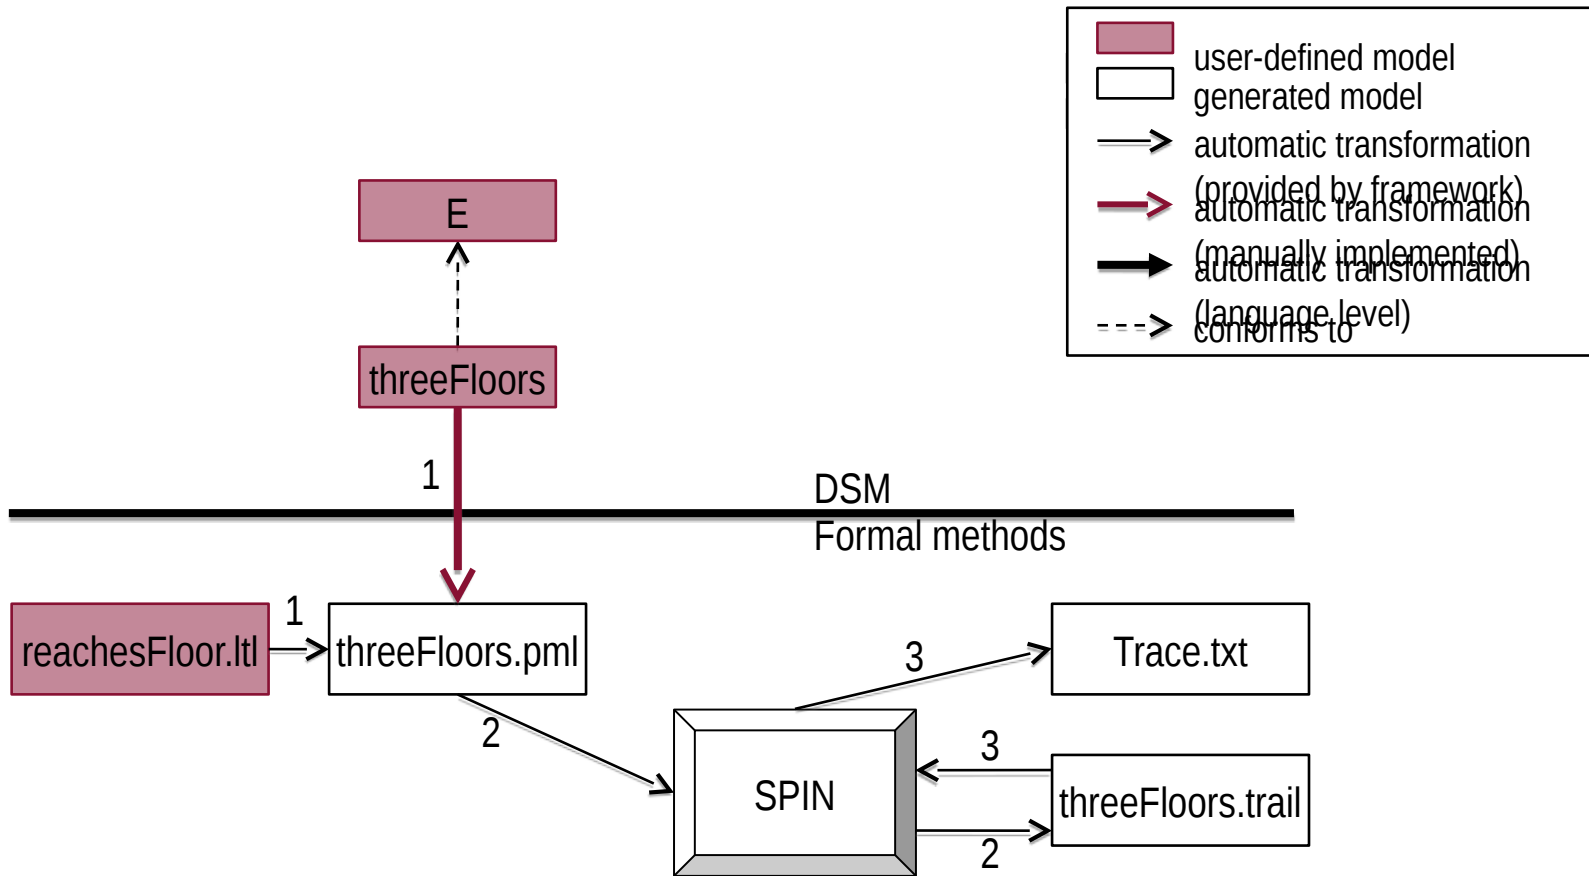 user-defined model
generated model
automatic transformation
(provided by framework)
automatic transformation
(manually implemented)
automatic transformation
(language level)
conforms to
E
threeFloors
1
DSM
Formal methods
reachesFloor.ltl
1
threeFloors.pml
3
Trace.txt
2
3
SPIN
threeFloors.trail
2